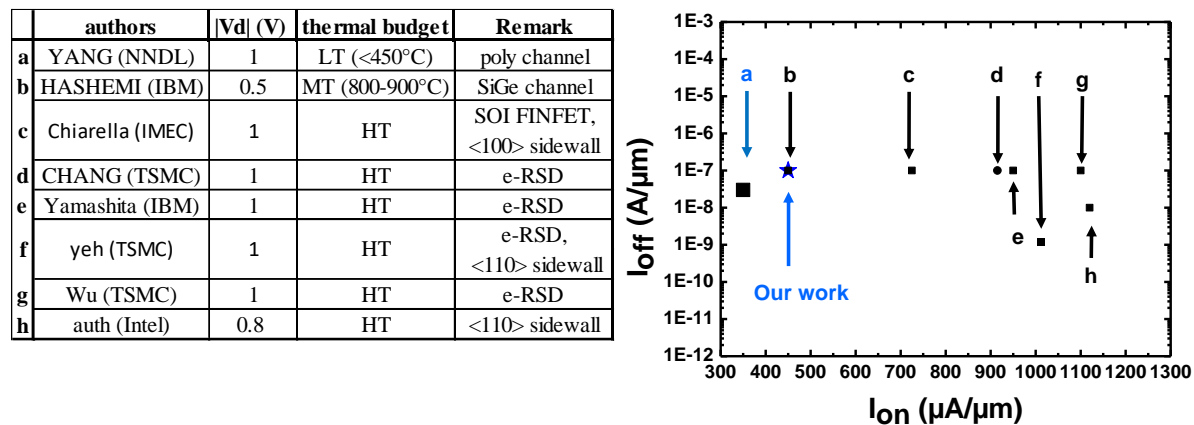 authors |Vd| (V) thermal budget Remark
a YANG (NNDL) 1 LT (<450°C) poly channel
b HASHEMI (IBM) 0.5 MT (800-900°C) SiGe channel
c Chiarella (IMEC) 1 HT SOI FINFET,
<100> sidewall
d CHANG (TSMC) 1 HT e-RSD
e Yamashita (IBM) 1 HT e-RSD
f yeh (TSMC) 1 HT e-RSD,
<110> sidewall
g Wu (TSMC) 1 HT e-RSD
h auth (Intel) 0.8 HT <110> sidewall
1E-3
1E-4
1E-5
1E-6
1E-7
1E-8
1E-9
1E-10
1E-11
1E-12
Ioff (A/µm)
a b c d f g
e
h
Our work
300 400 500 600 700 800 900 1000 1100 1200 1300
Ion (µA/µm)